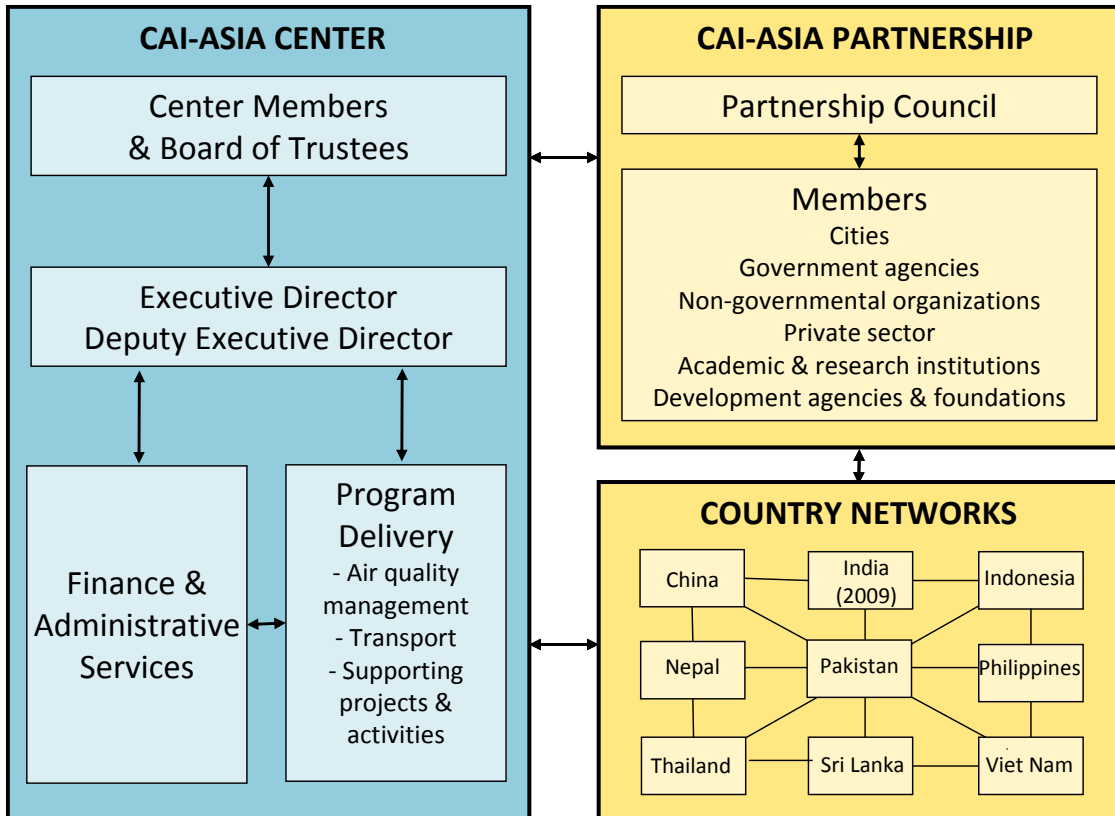 CAI-ASIA CENTER
Center Members
& Board of Trustees
Executive Director
Deputy Executive Director
Finance &
Administrative
Services
Program
Delivery
- Air quality
management
- Transport
- Supporting
projects &
activities
CAI-ASIA PARTNERSHIP
Partnership Council
Members
Cities
Government agencies
Non-governmental organizations
Private sector
Academic & research institutions
Development agencies & foundations
COUNTRY NETWORKS
China
India
(2009)
Indonesia
Nepal
Pakistan
Philippines
Thailand
Sri Lanka
Viet Nam